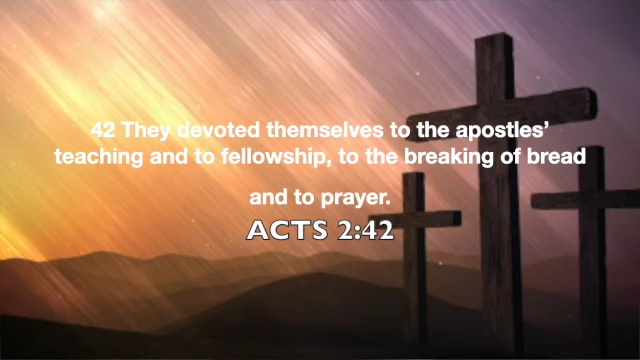 42 They devoted themselves to the apostles’
teaching and to fellowship, to the breaking of bread
and to prayer.
ACTS 2:42